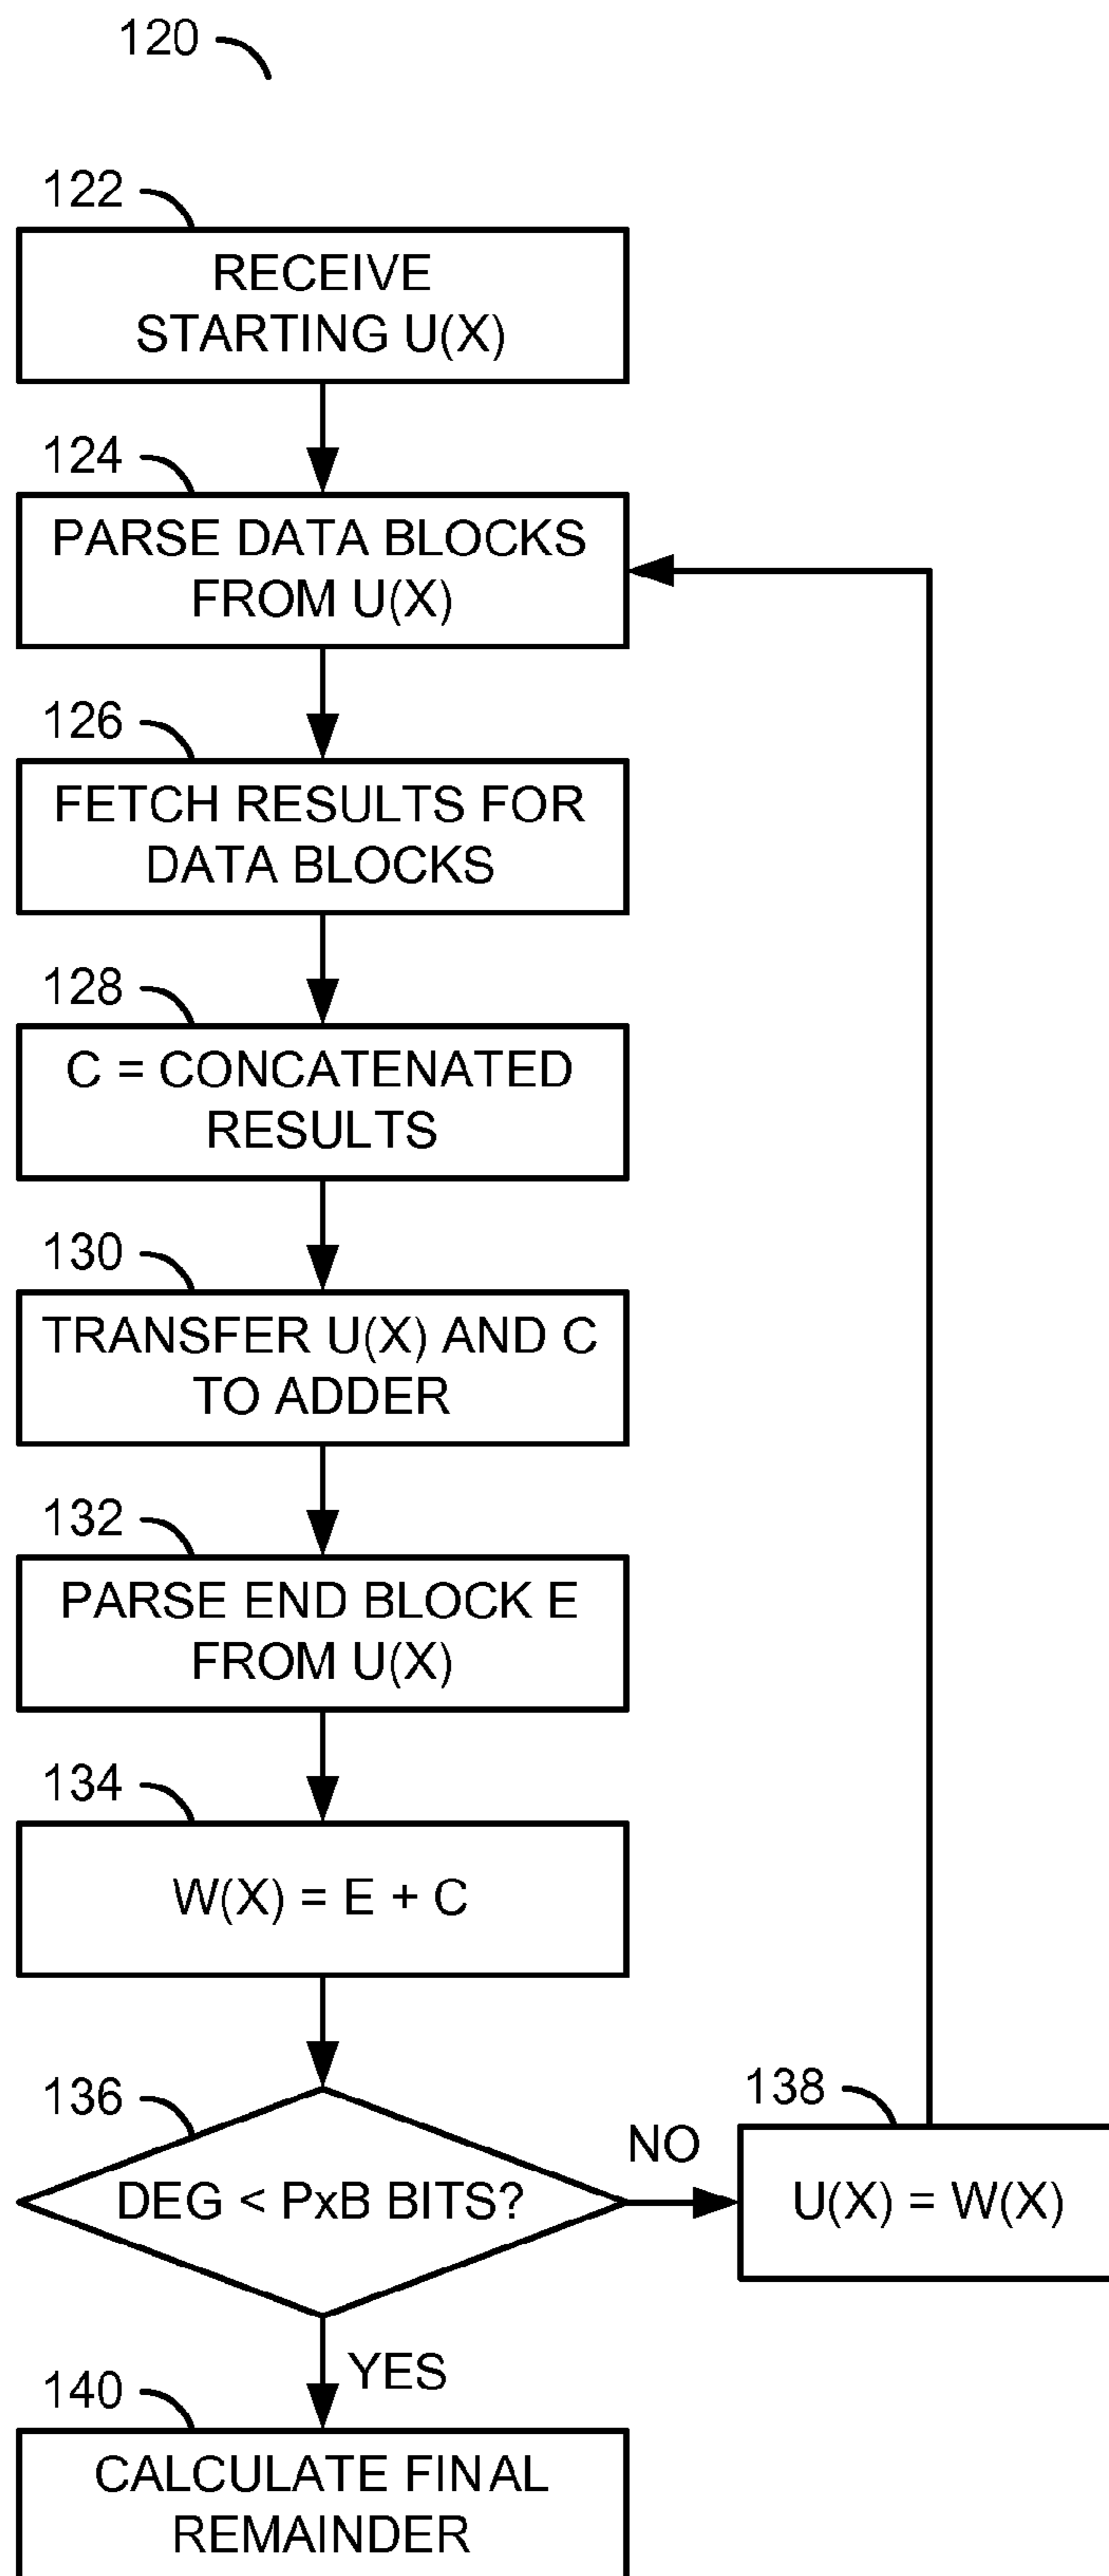 120
122
RECEIVE
STARTING U(X)
124
PARSE DATA BLOCKS
FROM U(X)
126
FETCH RESULTS FOR
DATA BLOCKS
128
C = CONCATENATED
RESULTS
130
TRANSFER U(X) AND C
TO ADDER
132
PARSE END BLOCK E
FROM U(X)
134
W(X) = E + C
136
DEG < PxB BITS?
NO
138
U(X) = W(X)
YES
140
CALCULATE FINAL
REMAINDER